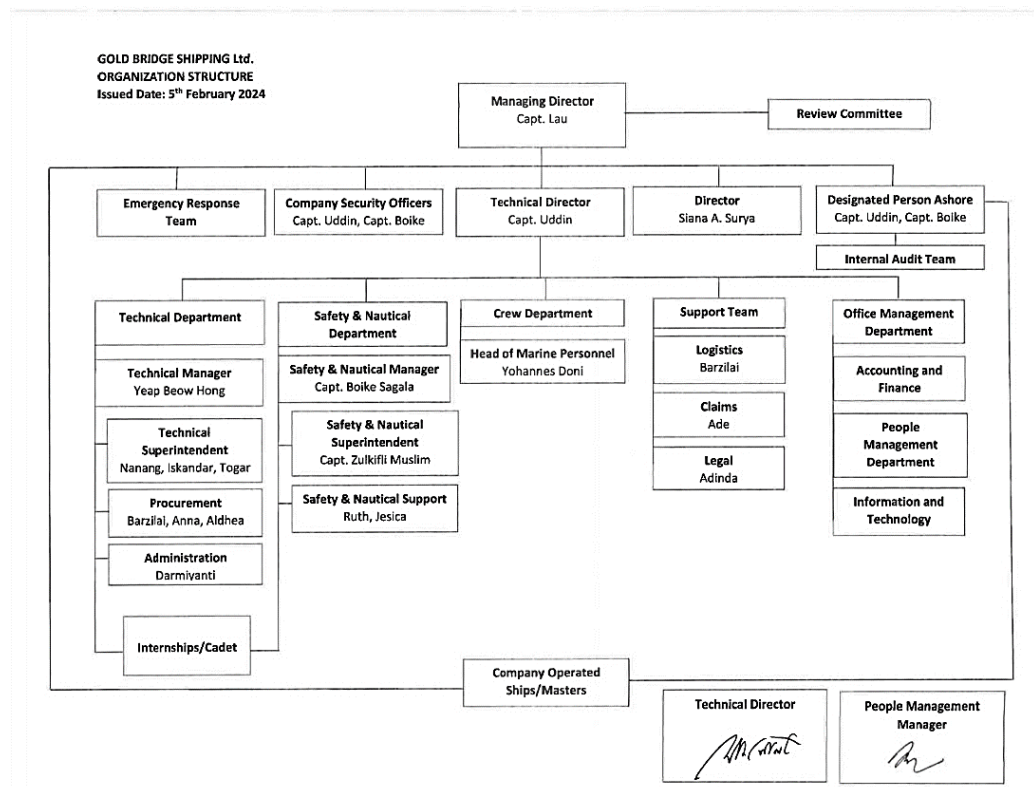 GOLD BRIDGE SHIPPING Ltd.
ORGANIZATION STRUCTURE
Issued Date: 5th February 2024
Managing Director
Capt. Lau
Review Committee
Emergency Response
Team
Company Security Officers
Capt. Uddin, Capt. Boike
Technical Director
Capt. Uddin
Director
Siana A. Surya
Designated Person Ashore
Capt. Uddin, Capt. Boike
Internal Audit Team
Technical Department
Technical Manager
Yeap Beow Hong
Technical
Superintendent
Nanang, Iskandar, Togar
Procurement
Barzilai, Anna, Aldhea
Administration
Darmiyanti
Internships/Cadet
Safety & Nautical
Department
Safety & Nautical Manager
Capt. Boike Sagala
Safety & Nautical
Superintendent
Capt. Zulkifli Muslim
Safety & Nautical Support
Ruth, Jesica
Crew Department
Head of Marine Personnel
Yohannes Doni
Support Team
Logistics
Barzilai
Claims
Ade
Legal
Adinda
Office Management
Department
Accounting and
Finance
People
Management
Department
Information and
Technology
Company Operated
Ships/Masters
Technical Director
People Management
Manager